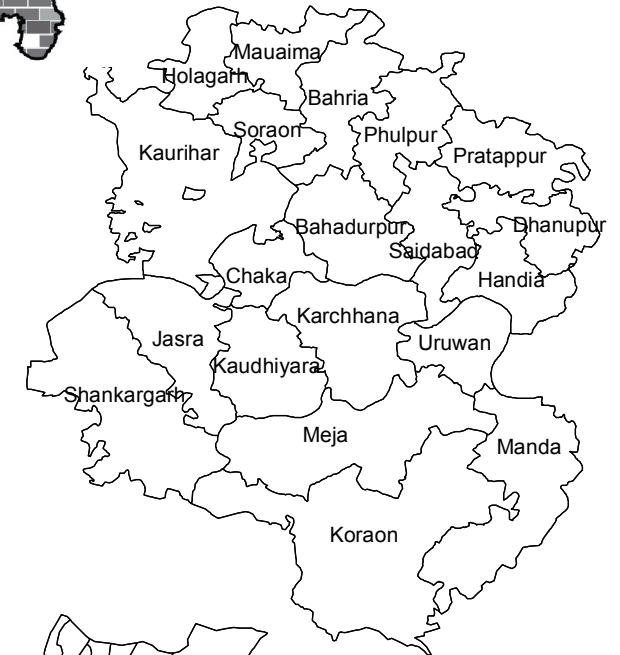 Mauaima
Holagarh
Bahria
Soraon
Phulpur
Kaurihar
Pratappur
Bahadurpur
Dhanupur
Saidabad
Chaka
Handia
Karchhana
Jasra
Uruwan
Kaudhiyara
Shankargarh
Meja
Manda
Koraon